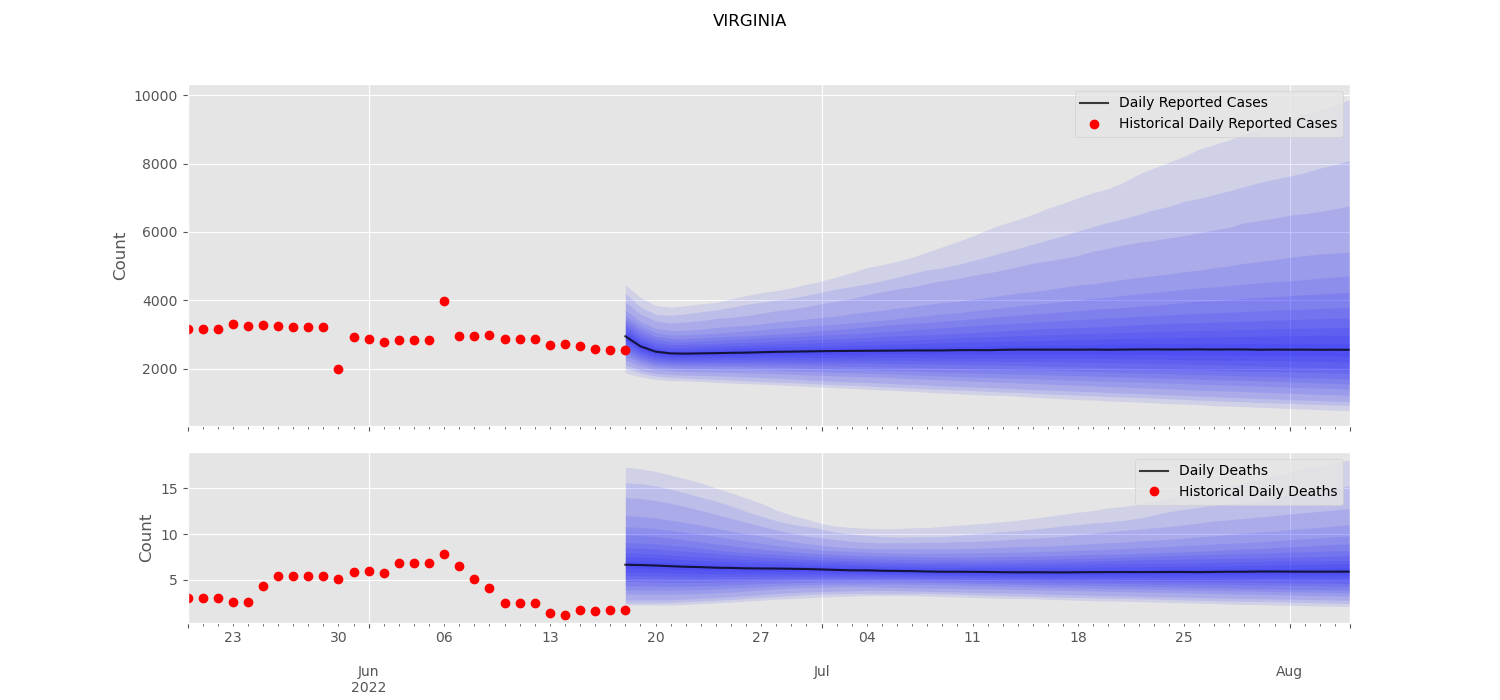 VIRGINIA
10000
8000
6000
4000
2000
Count
Daily Reported Cases
Historical Daily Reported Cases
15
10
5
Count
Daily Deaths
Historical Daily Deaths
23 30 06 13 20 27 04 11 18 25
Jun Jul Aug
2022